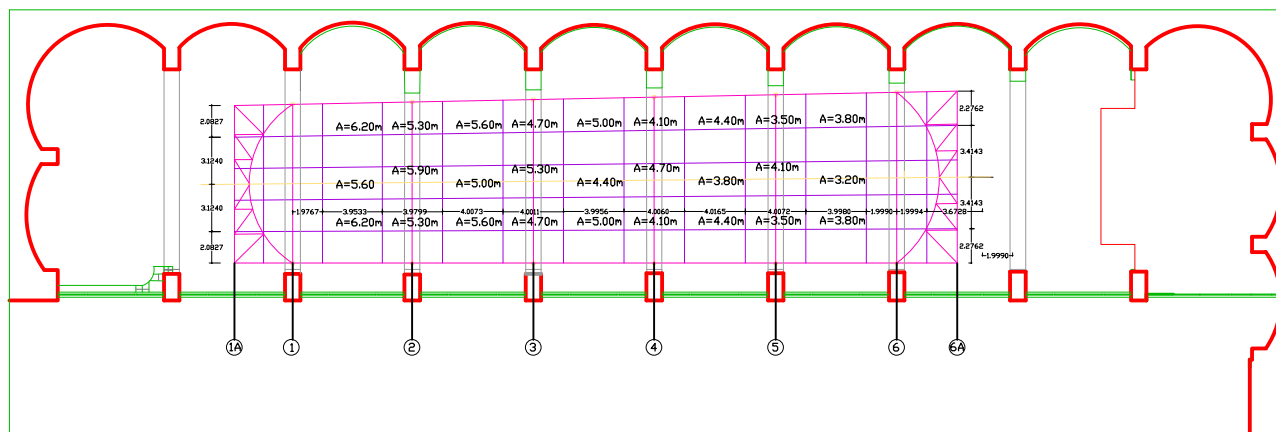 A=6.20m A=5.30m A=5.60m A=4.70m A=5.00m A=4.10m A=4.40m A=3.50m A=3.80m
2.0827
2.2762
3.1240
3.4143
A=5.90m A=5.30m A=4.70m A=4.10m
A=5.60 A=5.00m A=4.40m A=3.80m A=3.20m
3.1240
3.4143
1.9767 3.9533 3.9799 4.0073 4.0011 3.9956 4.0060 4.0165 4.0072 3.9980 1.9990 1.9994 3.6728
A=6.20m A=5.30m A=5.60m A=4.70m A=5.00m A=4.10m A=4.40m A=3.50m A=3.80m
2.0827
2.2762
1.9990
1A 1 2 3 4 5 6 6A